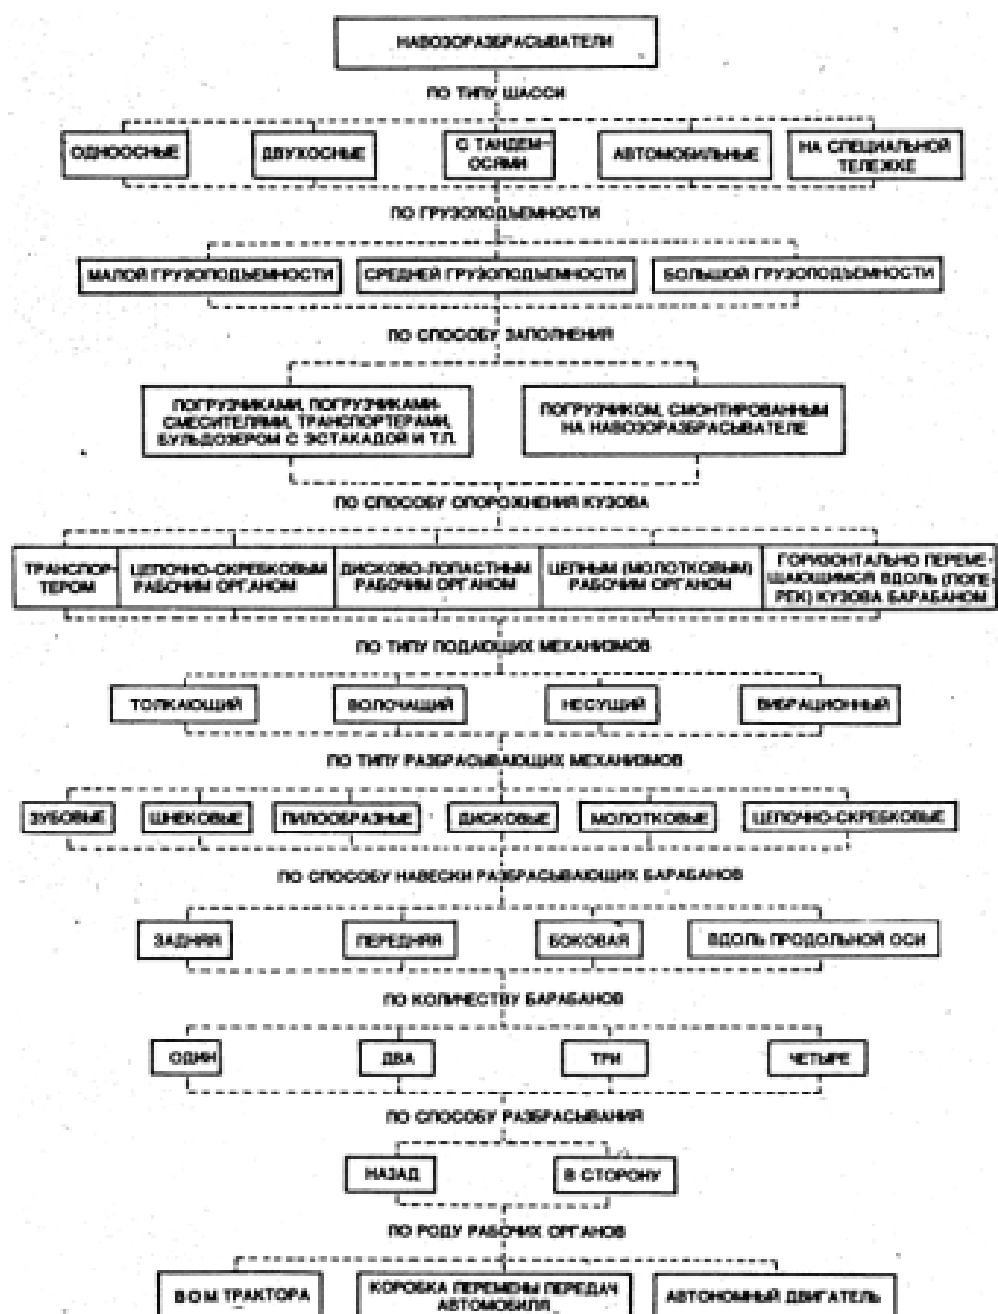 НАВОЗОРАЗБРАСЫВАТЕЛИ
ПО ТИПУ ШАССИ
ОДНООСНЫЕ
ДВУХОСНЫЕ
С ТАНДЕМ-
ОСЯМИ
АВТОМОБИЛЬНЫЕ
НА СПЕЦИАЛЬНОЙ
ТЕЛЕЖКЕ
ПО ГРУЗОПОДЪЕМНОСТИ
МАЛОЙ ГРУЗОПОДЪЕМНОСТИ
СРЕДНЕЙ ГРУЗОПОДЪЕМНОСТИ
БОЛЬШОЙ ГРУЗОПОДЪЕМНОСТИ
ПО СПОСОБУ ЗАПОЛНЕНИЯ
ПОГРУЗЧИКАМИ, ПОГРУЗЧИКАМИ-
СМЕСИТЕЛЯМИ, ТРАНСПОРТЕРАМИ,
БУЛЬДОЗЕРОМ С ЭСТАКАДОЙ И Т.П.
ПОГРУЗЧИКОМ, СМОНТИРОВАННЫМ
НА НАВОЗОРАЗБРАСЫВАТЕЛЕ
ПО СПОСОБУ ОПОРОЖНЕНИЯ КУЗОВА
ТРАНСПОР-
ТЕРОМ
ЦЕПОЧНО-СКРЕБКОВЫМ
РАБОЧИМ ОРГАНОМ
ДИСКОВО-ЛОПАСТНЫМ
РАБОЧИМ ОРГАНОМ
ЦЕПНЫМ (МОЛОТКОВЫМ)
РАБОЧИМ ОРГАНОМ
ГОРИЗОНТАЛЬНО ПЕРЕМЕ-
ЩАЮЩИМСЯ ВДОЛЬ (ПОПЕ-
РЕК) КУЗОВА БАРАБАНОМ
ПО ТИПУ ПОДАЮЩИХ МЕХАНИЗМОВ
ТОЛКАЮЩИЙ
ВОЛОЧАЩИЙ
НЕСУЩИЙ
ВИБРАЦИОННЫЙ
ПО ТИПУ РАЗБРАСЫВАЮЩИХ МЕХАНИЗМОВ
ЗУБОВЫЕ
ШНЕКОВЫЕ
ПИЛООБРАЗНЫЕ
ДИСКОВЫЕ
МОЛОТКОВЫЕ
ЦЕПОЧНО-СКРЕБКОВЫЕ
ПО СПОСОБУ НАВЕСКИ РАЗБРАСЫВАЮЩИХ БАРАБАНОВ
ЗАДНЯЯ
ПЕРЕДНЯЯ
БОКОВАЯ
ВДОЛЬ ПРОДОЛЬНОЙ ОСИ
ПО КОЛИЧЕСТВУ БАРАБАНОВ
ОДИН
ДВА
ТРИ
ЧЕТЫРЕ
ПО СПОСОБУ РАЗБРАСЫВАНИЯ
НАЗАД
В СТОРОНУ
ПО РОДУ РАБОЧИХ ОРГАНОВ
ВОМ ТРАКТОРА
КОРОБКА ПЕРЕМЕНЫ ПЕРЕДАЧ
АВТОМОБИЛЯ
АВТОНОМНЫЙ ДВИГАТЕЛЬ